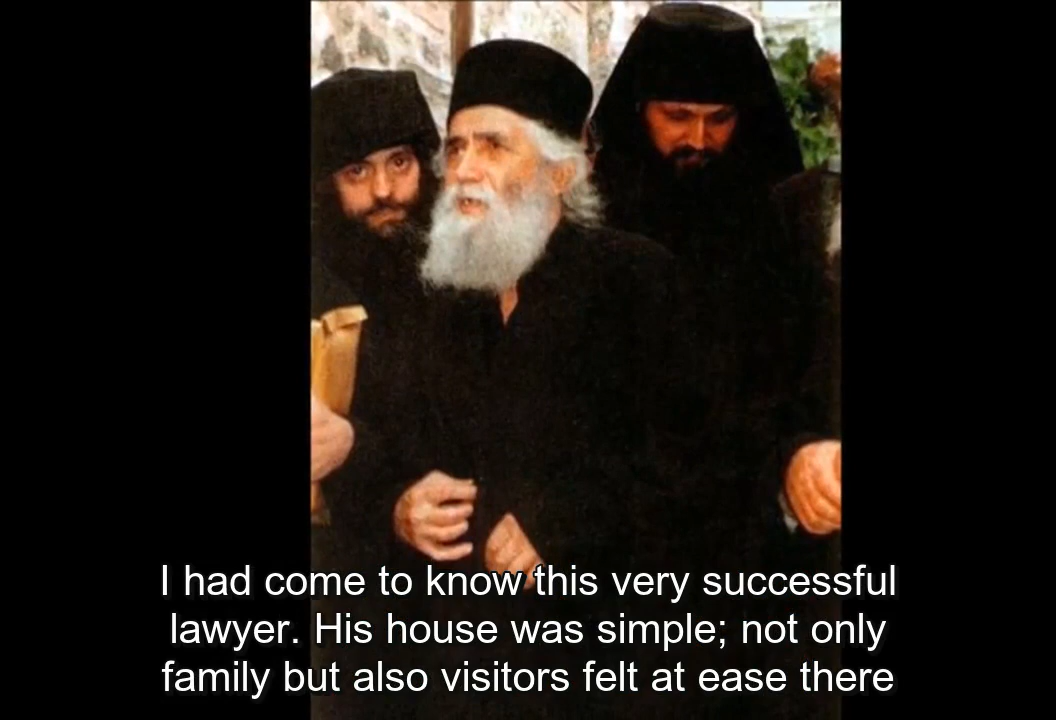 I had come to know this very successful
lawyer. His house was simple; not only
family but also visitors felt at ease there